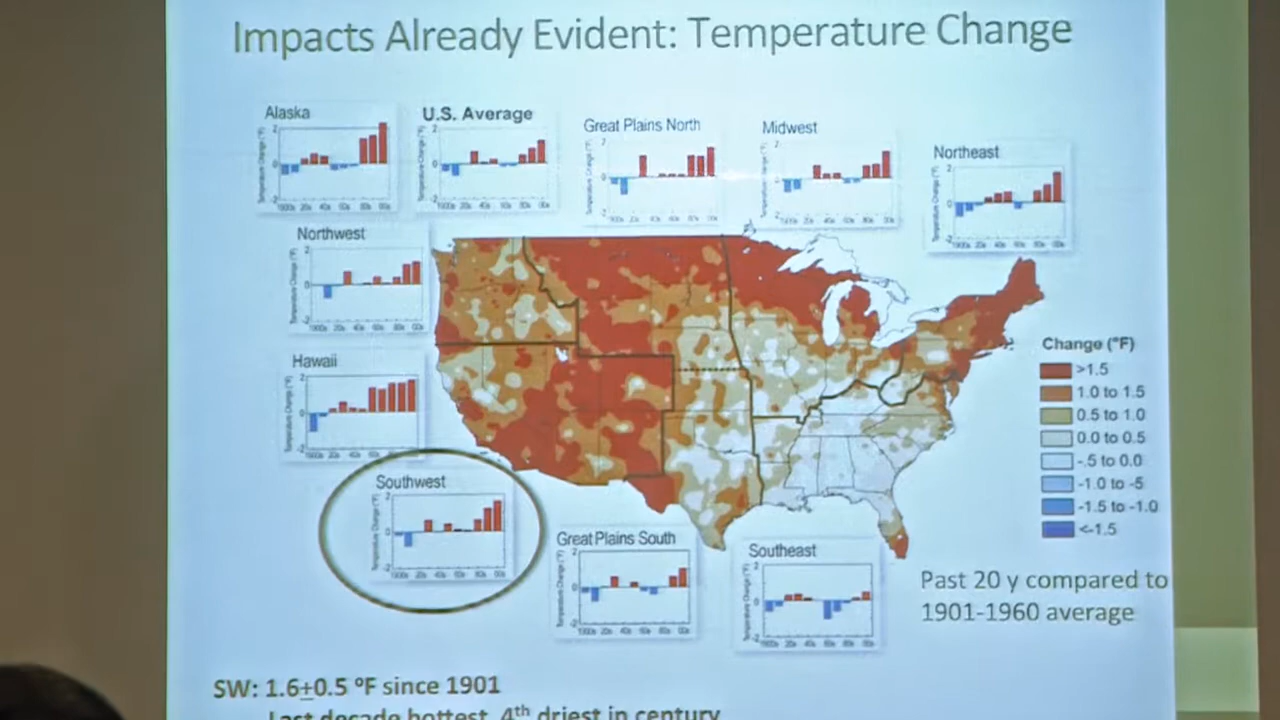 Impacts Already Evident: Temperature Change
Alaska
U.S. Average
Great Plains North
Midwest
Northeast
Northwest
Hawaii
Southwest
Great Plains South
Southeast
Temperature Change (°F)
Change (°F)
>1.5
1.0 to 1.5
0.5 to 1.0
0.0 to 0.5
-.5 to 0.0
-1.0 to -5
-1.5 to -1.0
<-1.5
Past 20 y compared to
1901-1960 average
SW: 1.6±0.5 °F since 1901
Last decade hottest, 4th driest in century